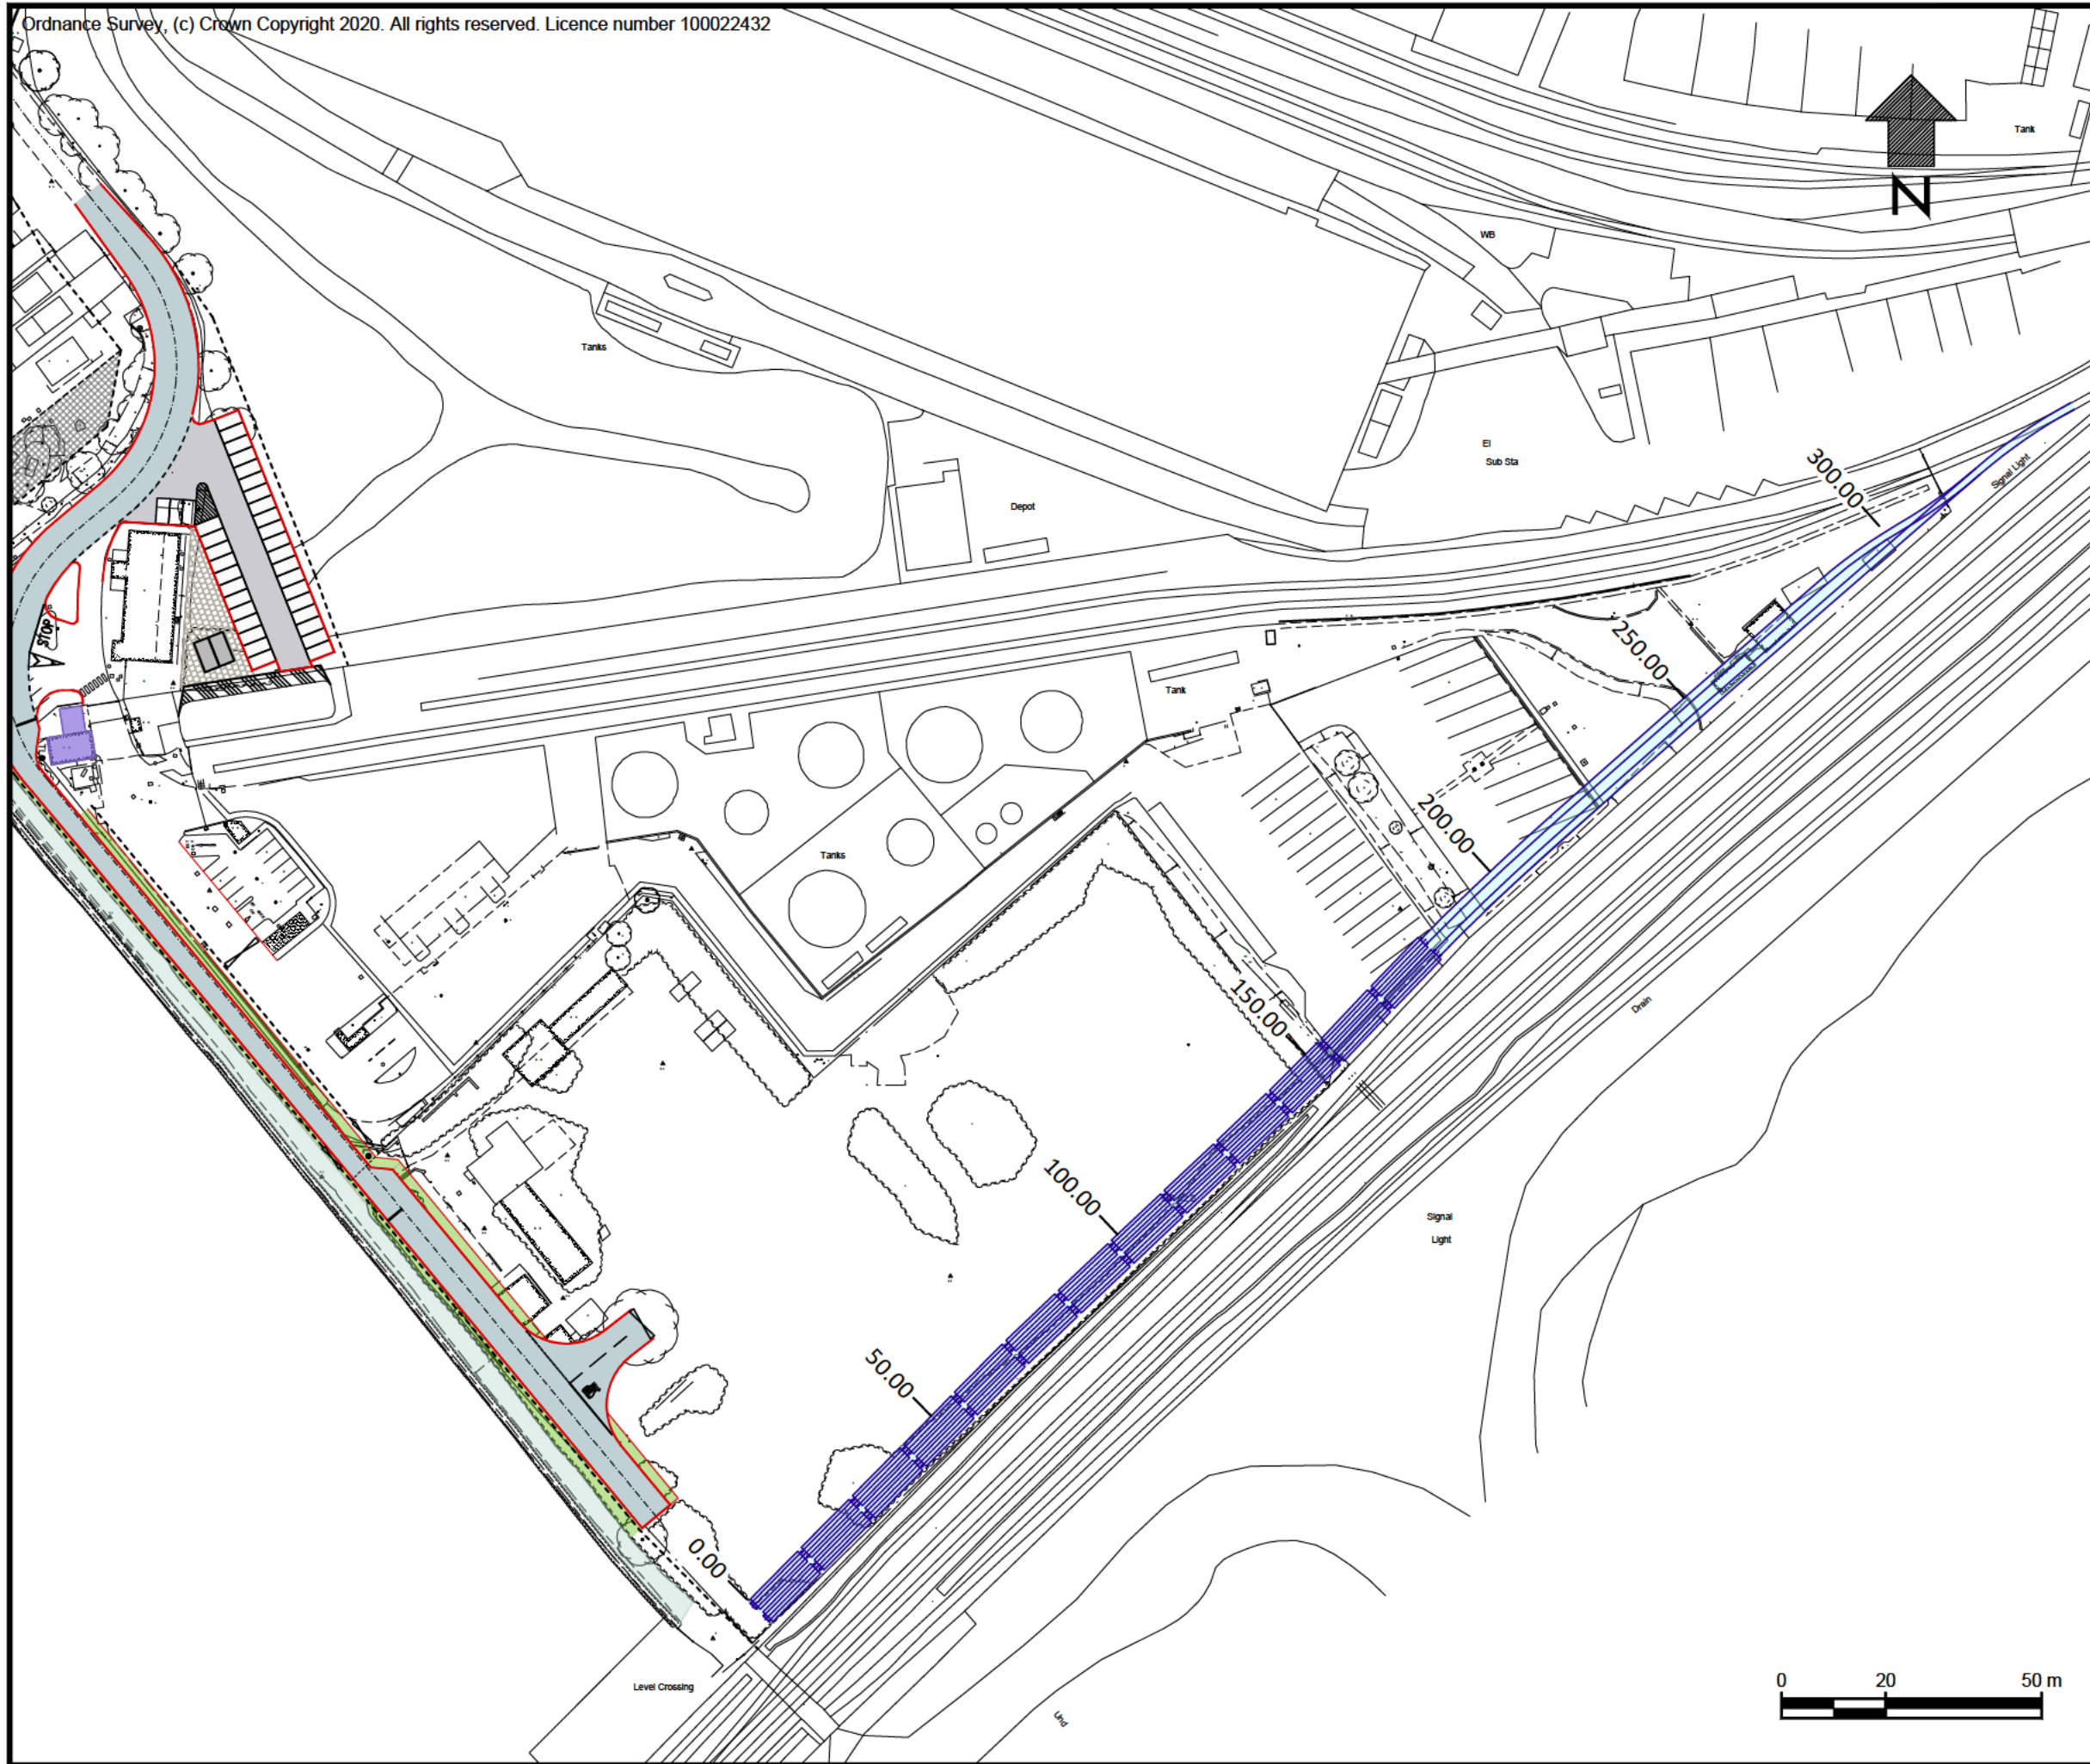 Ordnance Survey, (c) Crown Copyright 2020. All rights reserved. Licence number 100022432
Tank
N
WB
Tanks
El
Sub Sta
300.00
Signal Light
Depot
STOP
250.00
Tank
200.00
Tanks
150.00
Drain
100.00
Signal
Light
50.00
0.00
Level Crossing
Und
0 20 50 m